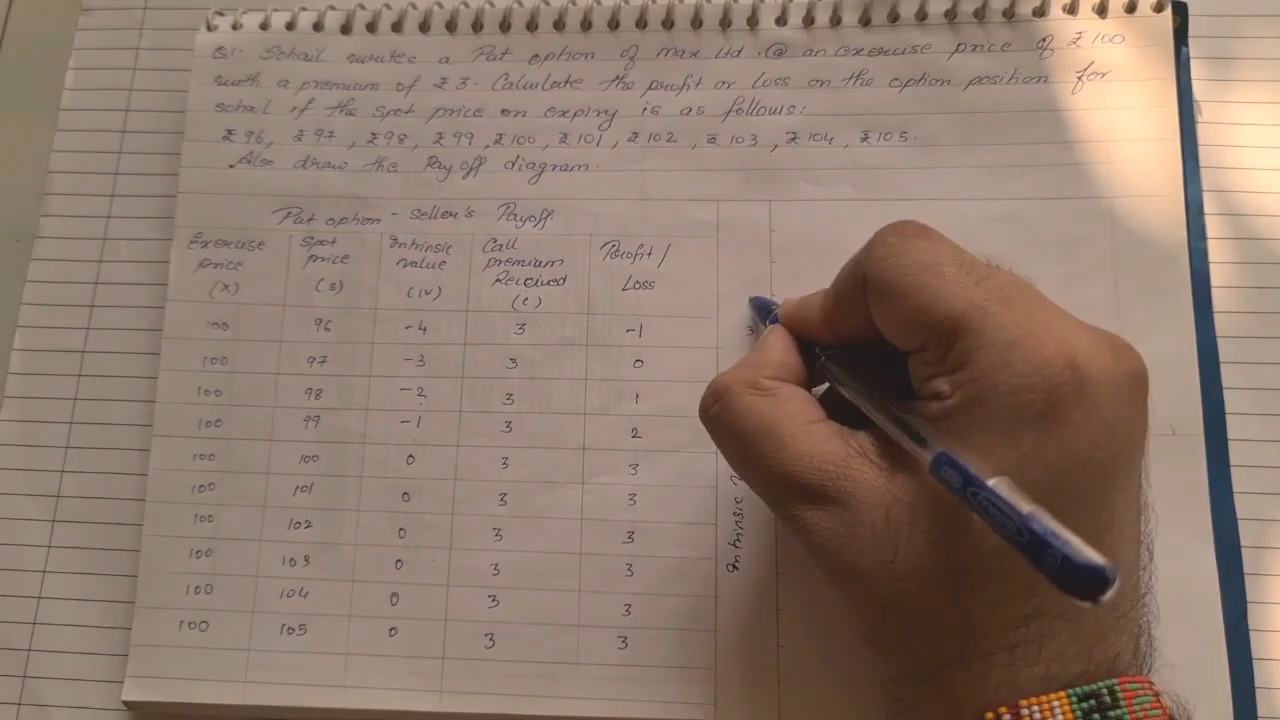 Q1. Sohail writes a Put option of Max Ltd. @ an exercise price of ₹100
with a premium of ₹3. Calculate the profit or Loss on the option position for
sohail if the spot price on expiry is as follows:
₹96, ₹97, ₹98, ₹99, ₹100, ₹101, ₹102, ₹103, ₹104, ₹105.
Also draw the Pay off diagram.
Put option - seller's Payoff.
Exercise price (X) Spot price (S) Intrinsic value (IV) Call premium Received (C) Profit / Loss
100 96 -4 3 -1
100 97 -3 3 0
100 98 -2 3 1
100 99 -1 3 2
100 100 0 3 3
100 101 0 3 3
100 102 0 3 3
100 103 0 3 3
100 104 0 3 3
100 105 0 3 3
3
Intrinsic